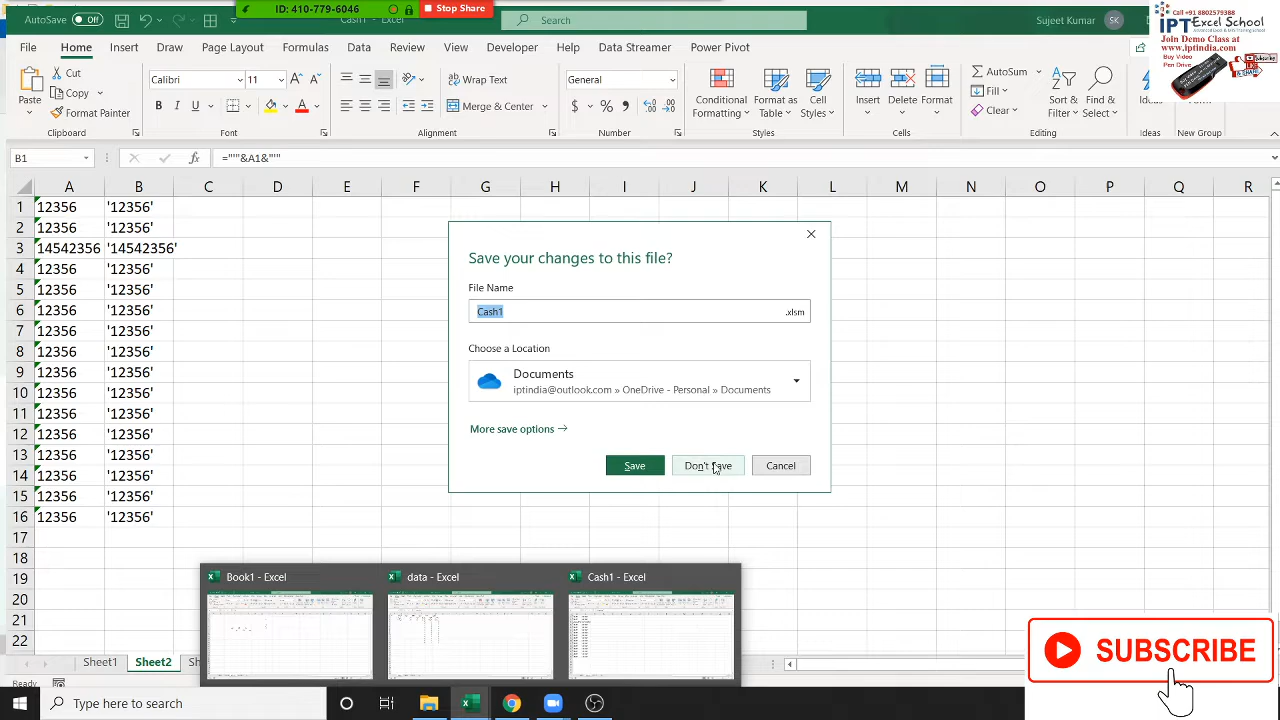 ID: 410-779-6046 Stop Share
AutoSave Off Cash1 - Excel Search Sujeet Kumar SK
Call +91 8802579388
iPT Excel School
Join Demo Class at
www.iptindia.com
Buy Video
Pen Drive
File Home Insert Draw Page Layout Formulas Data Review View Developer Help Data Streamer Power Pivot
Paste Cut Copy Format Painter
Calibri 11
B I U
Wrap Text
Merge & Center
General
$ % ,
Conditional Formatting
Format as Table
Cell Styles
Insert Delete Format
AutoSum
Fill
Clear
Sort & Filter
Find & Select
Ideas
Clipboard Font Alignment Number Styles Cells Editing Ideas New Group
B1 fx ="'"&A1&"'"
A B C D E F G H I J K L M N O P Q R
1 12356 '12356'
2 12356 '12356'
3 14542356 '14542356'
4 12356 '12356'
5 12356 '12356'
6 12356 '12356'
7 12356 '12356'
8 12356 '12356'
9 12356 '12356'
10 12356 '12356'
11 12356 '12356'
12 12356 '12356'
13 12356 '12356'
14 12356 '12356'
15 12356 '12356'
16 12356 '12356'
17
18
19
20
21
22
Save your changes to this file?
File Name
Cash1 .xlsm
Choose a Location
Documents
iptindia@outlook.com » OneDrive - Personal » Documents
More save options
Save Don't Save Cancel
Book1 - Excel data - Excel Cash1 - Excel
Sheet1 Sheet2
Ready
SUBSCRIBE
Type here to search